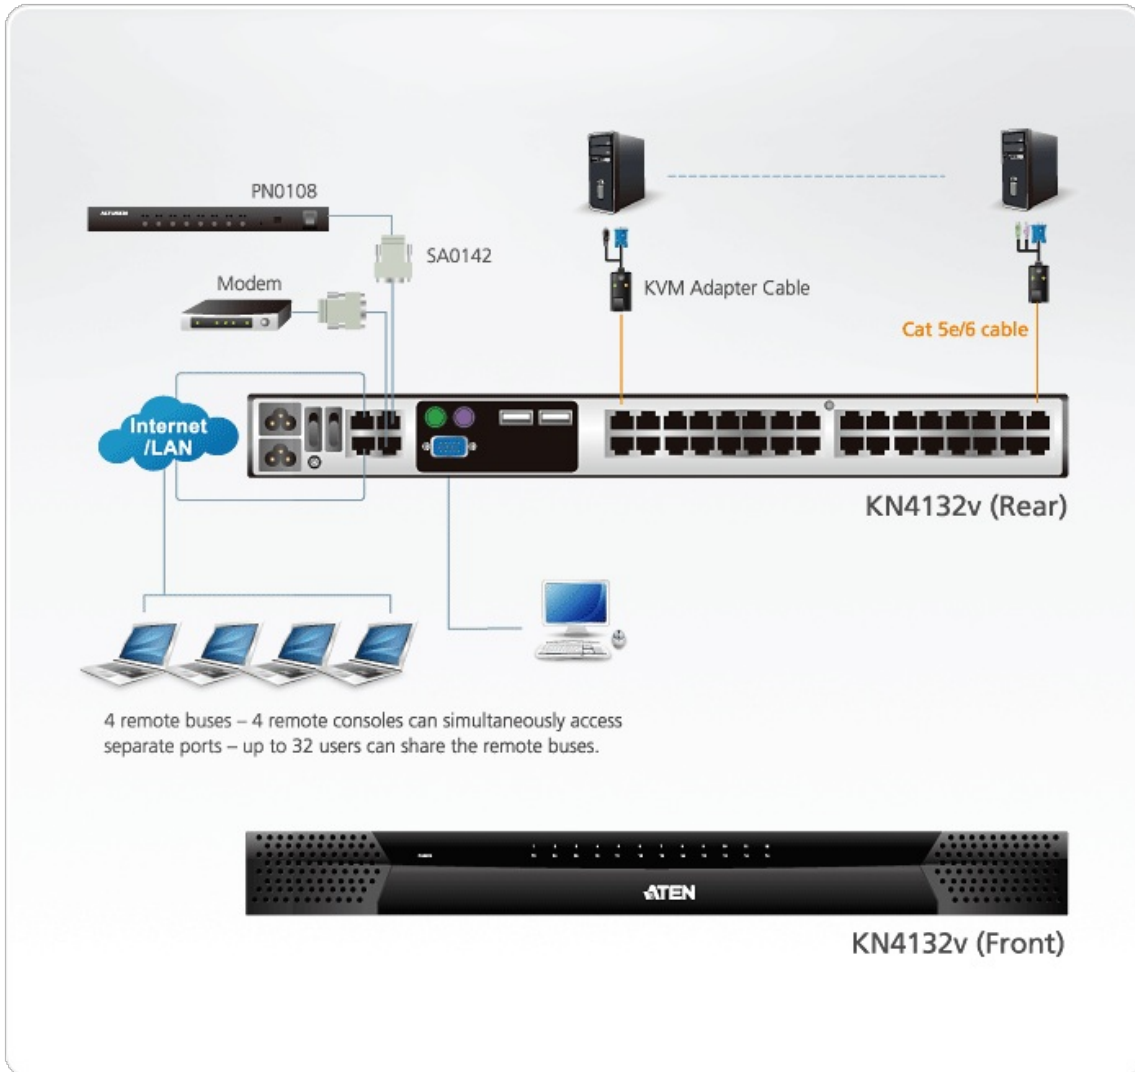 PN0108
SA0142
Modem
KVM Adapter Cable
Cat 5e/6 cable
Internet
/LAN
KN4132v (Rear)
4 remote buses – 4 remote consoles can simultaneously access
separate ports – up to 32 users can share the remote buses.
ATEN
KN4132v (Front)